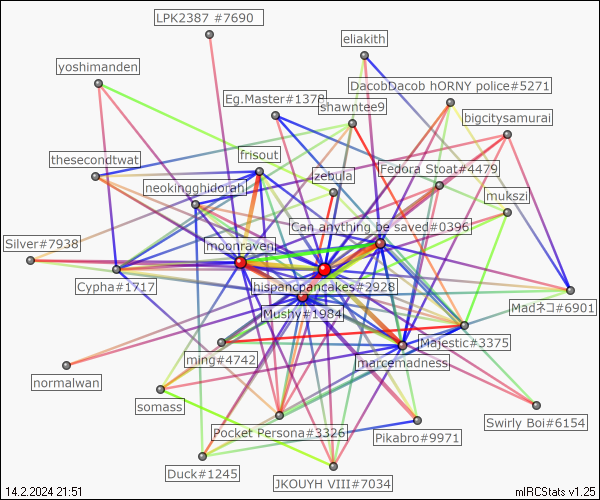 LPK2387 #7690
eliakith
yoshimanden
DacobDacob hORNY police#5271
Eg.Master#1379
shawntee9
bigcitysamurai
thesecondtwat
frisout
Fedora Stoat#4479
zebula
neokingghidorah
mukszi
Can anything be saved#0396
Silver#7938
moonraven
Cypha#1717
hispanicpancakes#2928
Madネコ#6901
Mushy#1984
Majestic#3375
ming#4742
marcemadness
normalwan
somass
Swirly Boi#6154
Pocket Persona#3326
Pikabro#9971
Duck#1245
JKOUYH VIII#7034
14.2.2024 21:51
mIRCStats v1.25